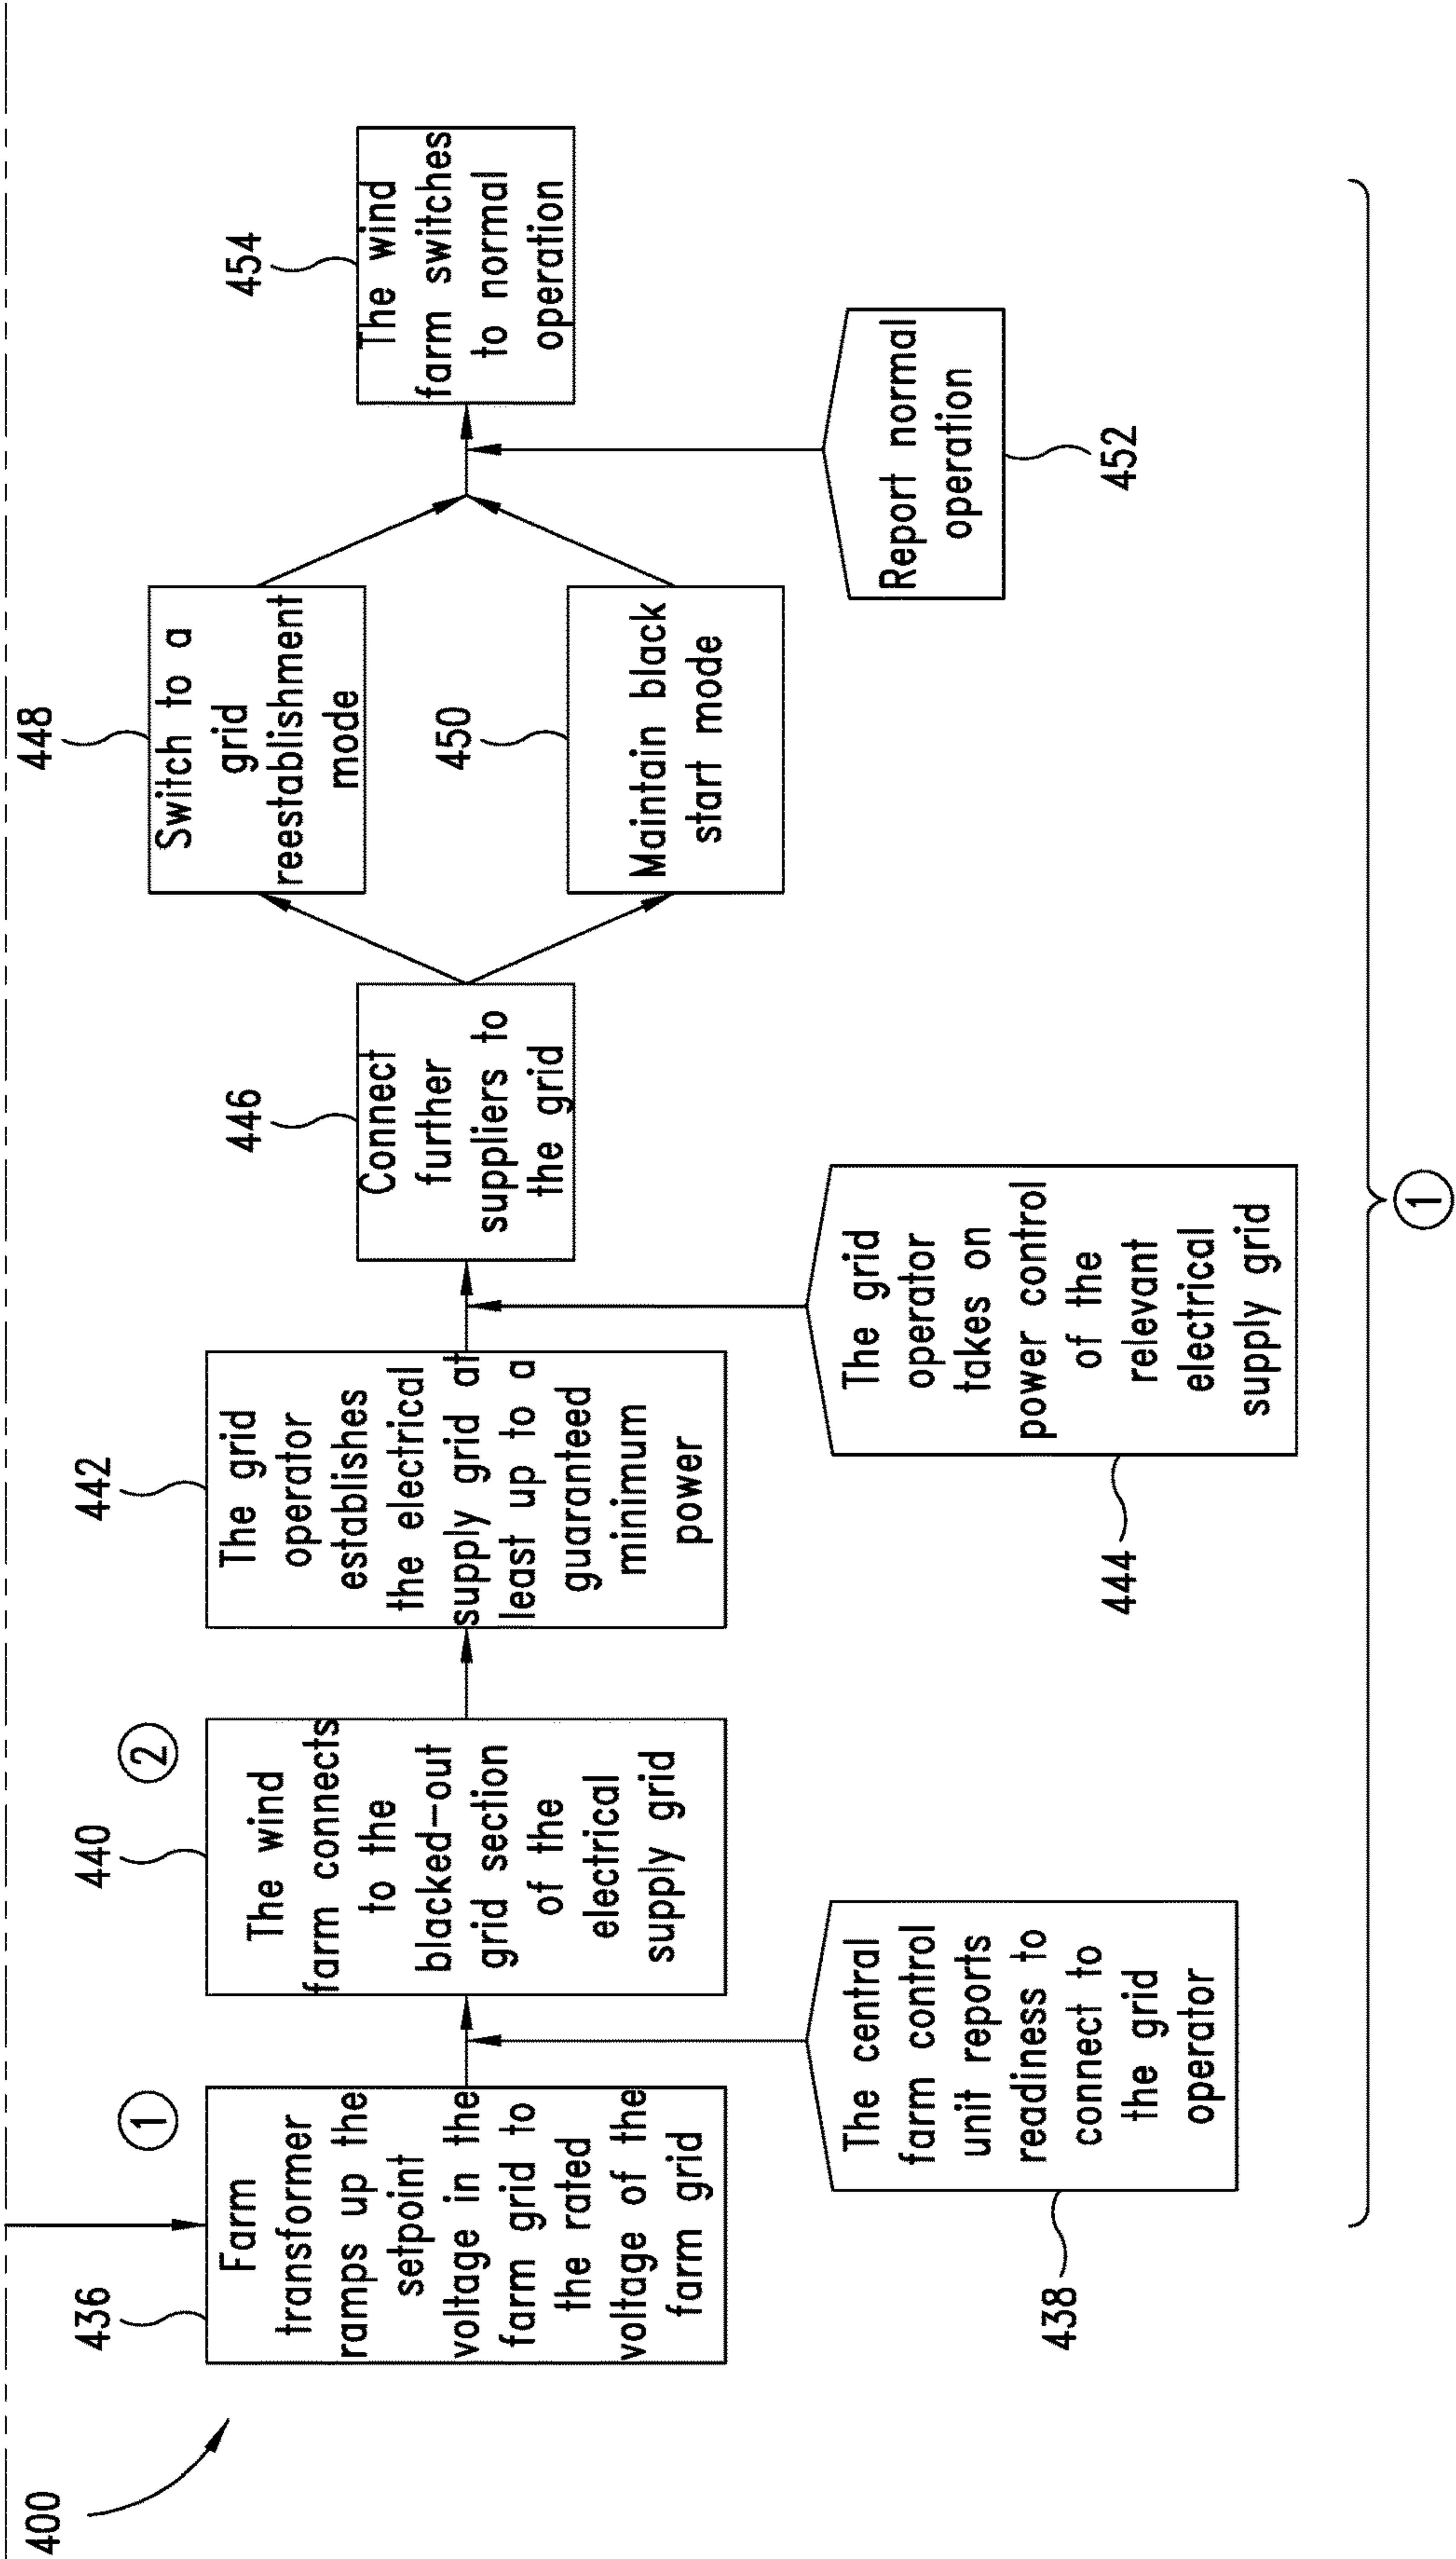 400
436
1
Farm
transformer
ramps up the
setpoint
voltage in the
farm grid to
the rated
voltage of the
farm grid
438
The central
farm control
unit reports
readiness to
connect to
the grid
operator
440
2
The wind
farm connects
to the
blacked-out
grid section
of the
electrical
supply grid
442
The grid
operator
establishes
the electrical
supply grid at
least up to a
guaranteed
minimum
power
444
The grid
operator
takes on
power control
of the
relevant
electrical
supply grid
446
Connect
further
suppliers to
the grid
448
Switch to a
grid
reestablishment
mode
450
Maintain black
start mode
452
Report normal
operation
454
The wind
farm switches
to normal
operation
1